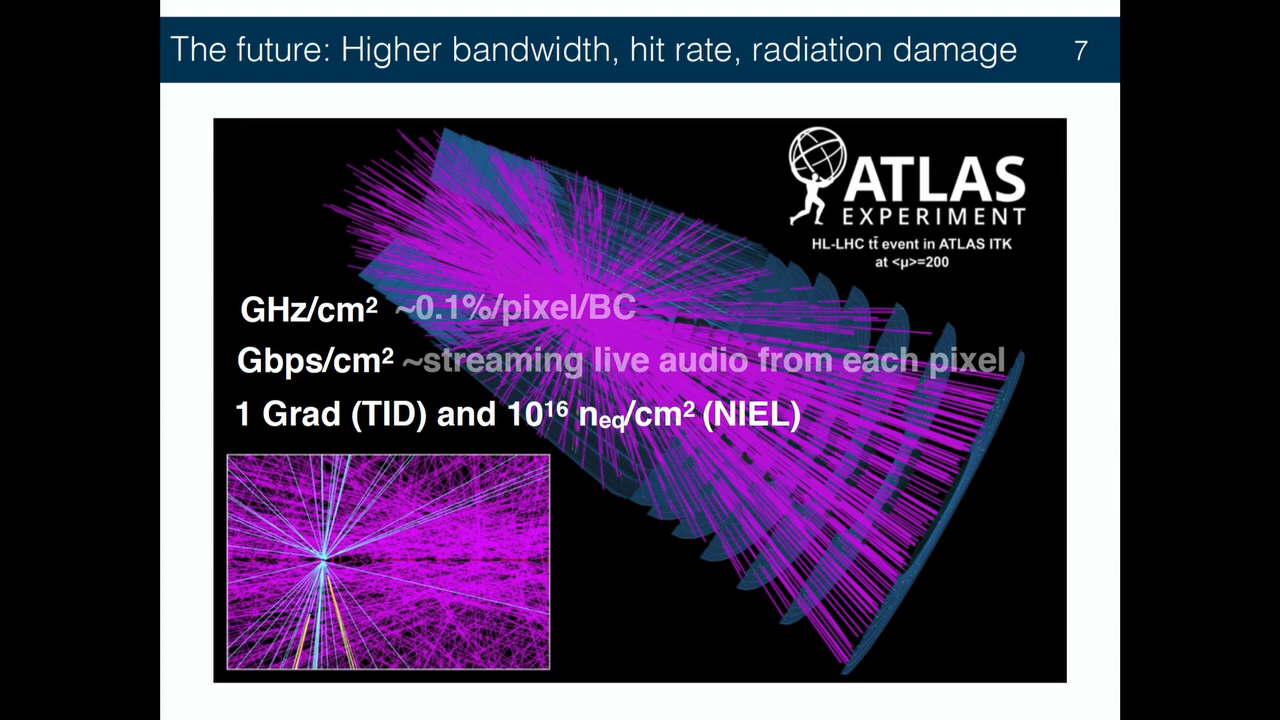 The future: Higher bandwidth, hit rate, radiation damage 7
ATLAS
EXPERIMENT
HL-LHC tt̄ event in ATLAS ITK
at <μ>=200
GHz/cm² ~0.1%/pixel/BC
Gbps/cm² ~streaming live audio from each pixel
1 Grad (TID) and 10¹⁶ n_eq/cm² (NIEL)